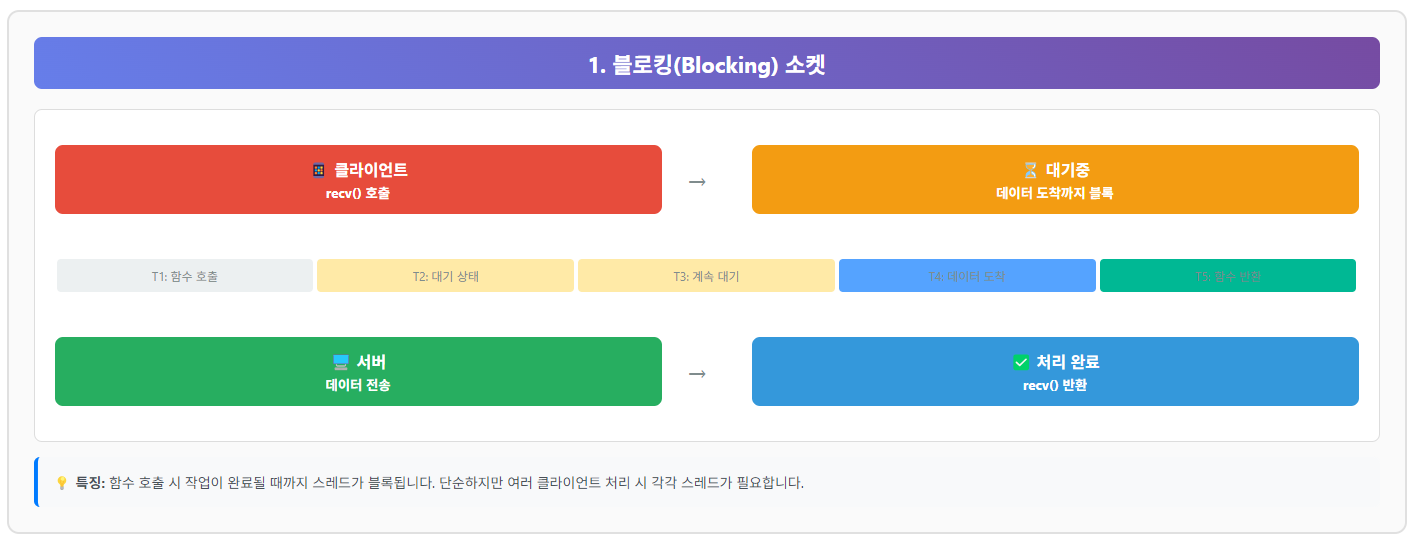 1. 블로킹(Blocking) 소켓
📱 클라이언트
recv() 호출
→
⏳ 대기중
데이터 도착까지 블록
T1: 함수 호출
T2: 대기 상태
T3: 계속 대기
T4: 데이터 도착
T5: 함수 반환
🖥️ 서버
데이터 전송
→
✅ 처리 완료
recv() 반환
💡 특징: 함수 호출 시 작업이 완료될 때까지 스레드가 블록됩니다. 단순하지만 여러 클라이언트 처리 시 각각 스레드가 필요합니다.